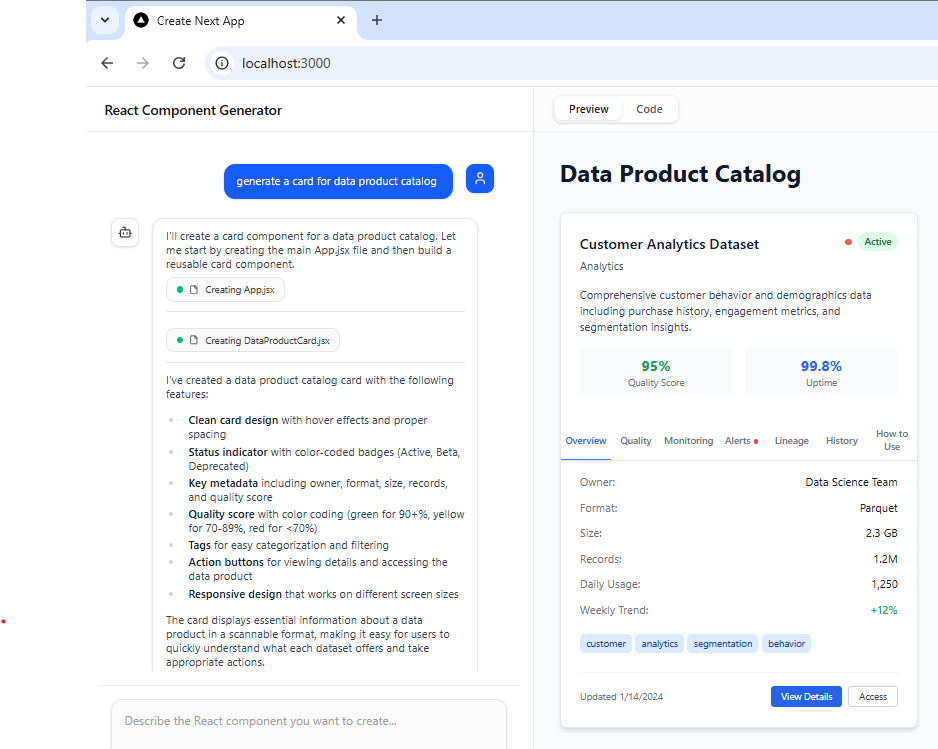 Create Next App
localhost:3000
React Component Generator
generate a card for data product catalog
I'll create a card component for a data product catalog. Let
me start by creating the main App.jsx file and then build a
reusable card component.
Creating App.jsx
Creating DataProductCard.jsx
I've created a data product catalog card with the following
features:
Clean card design with hover effects and proper
spacing
Status indicator with color-coded badges (Active, Beta,
Deprecated)
Key metadata including owner, format, size, records,
and quality score
Quality score with color coding (green for 90+%, yellow
for 70-89%, red for <70%)
Tags for easy categorization and filtering
Action buttons for viewing details and accessing the
data product
Responsive design that works on different screen sizes
The card displays essential information about a data
product in a scannable format, making it easy for users to
quickly understand what each dataset offers and take
appropriate actions.
Describe the React component you want to create...
Preview Code
Data Product Catalog
Customer Analytics Dataset Active
Analytics
Comprehensive customer behavior and demographics data
including purchase history, engagement metrics, and
segmentation insights.
95% 99.8%
Quality Score Uptime
Overview Quality Monitoring Alerts Lineage History How to
Use
Owner: Data Science Team
Format: Parquet
Size: 2.3 GB
Records: 1.2M
Daily Usage: 1,250
Weekly Trend: +12%
customer analytics segmentation behavior
Updated 1/14/2024 View Details Access